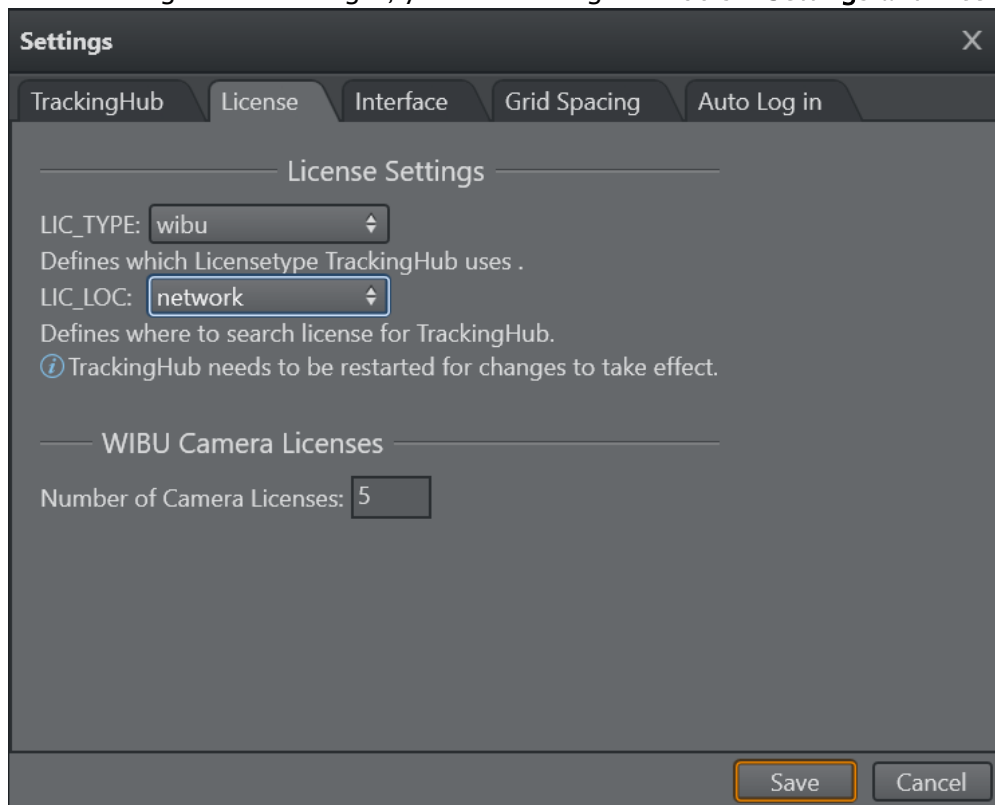 Settings X
TrackingHub License Interface Grid Spacing Auto Log in
License Settings
LIC_TYPE: wibu
Defines which Licensetype TrackingHub uses .
LIC_LOC: network
Defines where to search license for TrackingHub.
TrackingHub needs to be restarted for changes to take effect.
WIBU Camera Licenses
Number of Camera Licenses: 5
Save Cancel